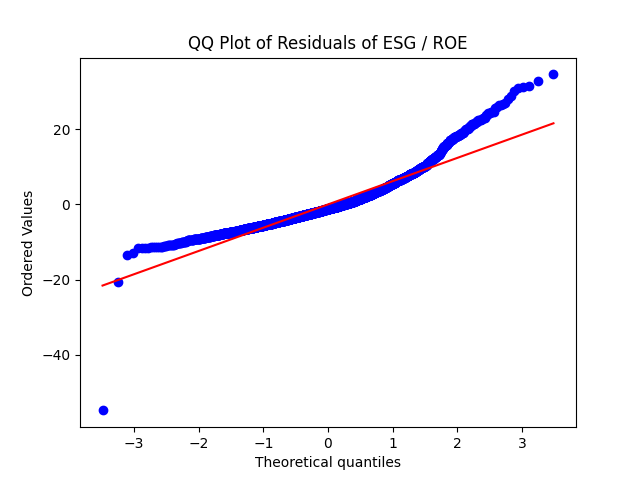 QQ Plot of Residuals of ESG / ROE
Ordered Values
20
0
−20
−40
−3 −2 −1 0 1 2 3
Theoretical quantiles